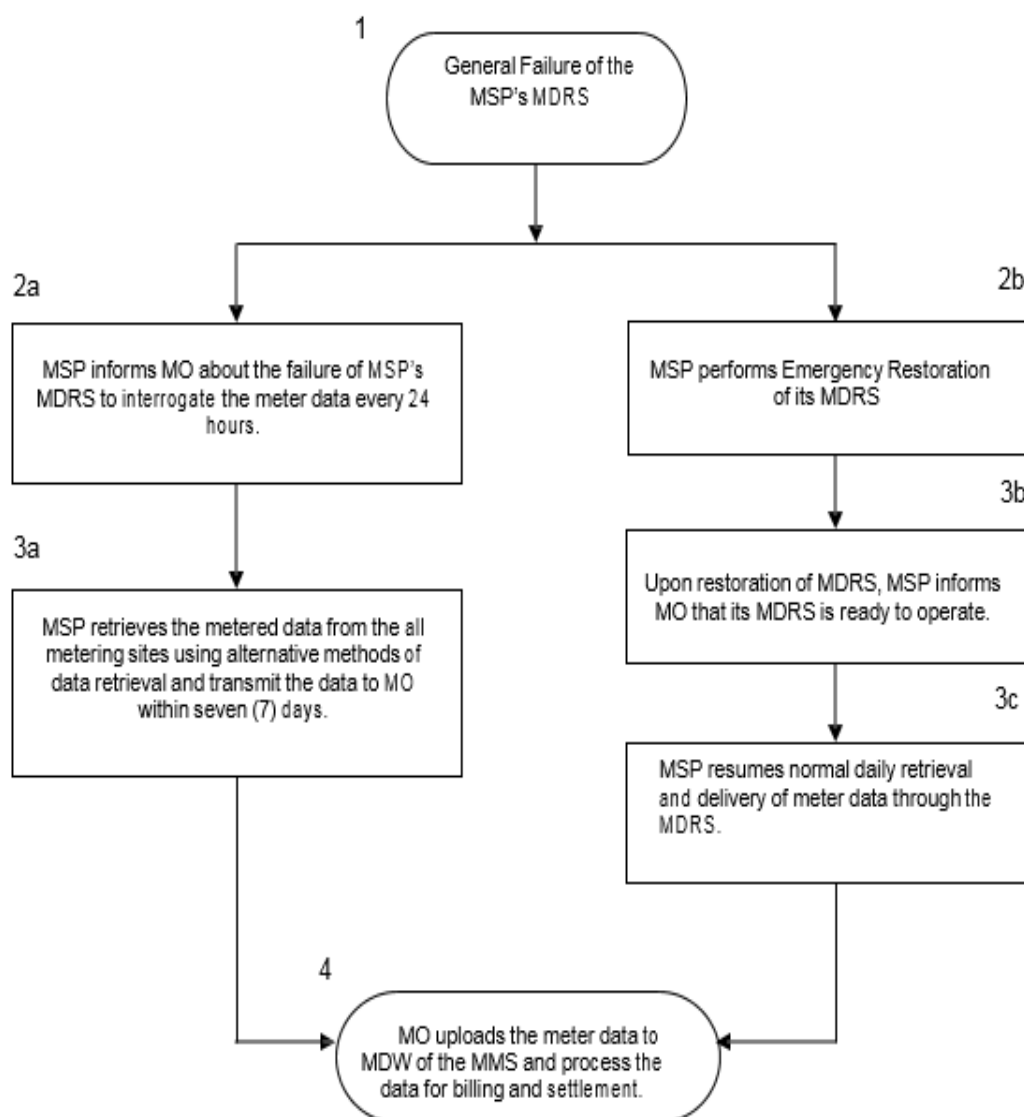 1
General Failure of the
MSP's MDRS
2a
MSP informs MO about the failure of MSP's
MDRS to interrogate the meter data every 24
hours.
2b
MSP performs Emergency Restoration
of its MDRS
3a
MSP retrieves the metered data from the all
metering sites using alternative methods of
data retrieval and transmit the data to MO
within seven (7) days.
3b
Upon restoration of MDRS, MSP informs
MO that its MDRS is ready to operate.
3c
MSP resumes normal daily retrieval
and delivery of meter data through the
MDRS.
4
MO uploads the meter data to
MDW of the MMS and process the
data for billing and settlement.